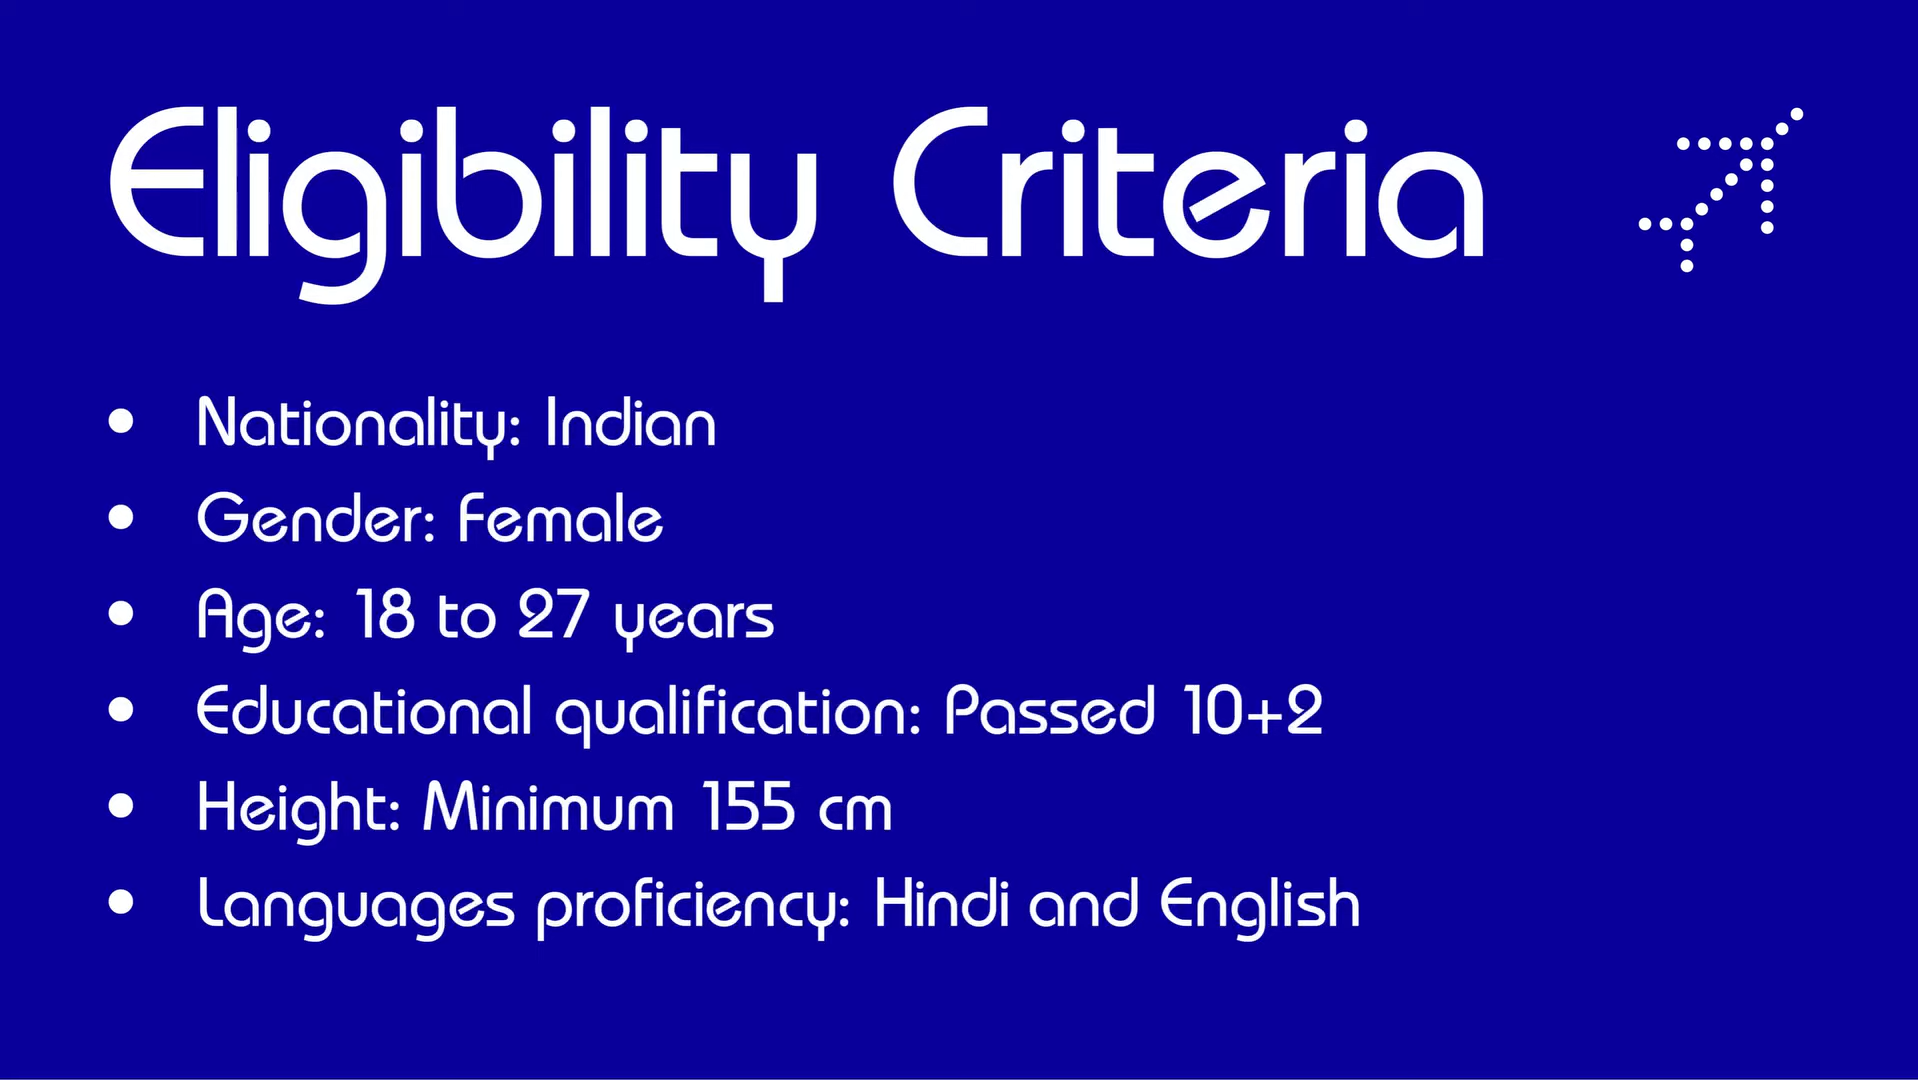 Eligibility Criteria
• Nationality: Indian
• Gender: Female
• Age: 18 to 27 years
• Educational qualification: Passed 10+2
• Height: Minimum 155 cm
• Languages proficiency: Hindi and English